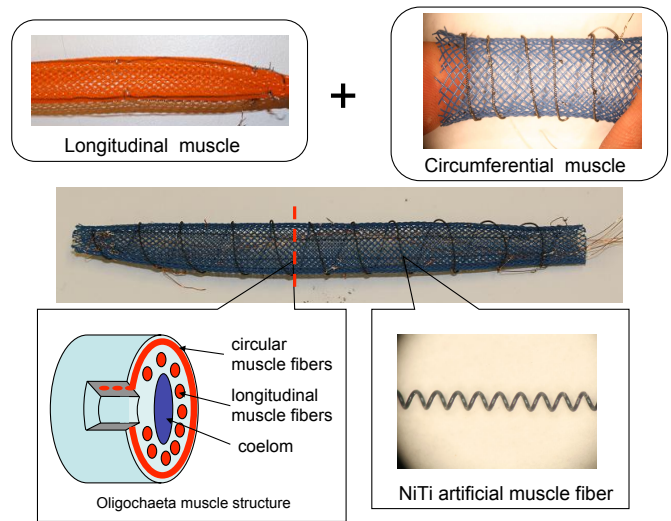 Longitudinal muscle
+
Circumferential muscle
circular
muscle fibers
longitudinal
muscle fibers
coelom
Oligochaeta muscle structure
NiTi artificial muscle fiber